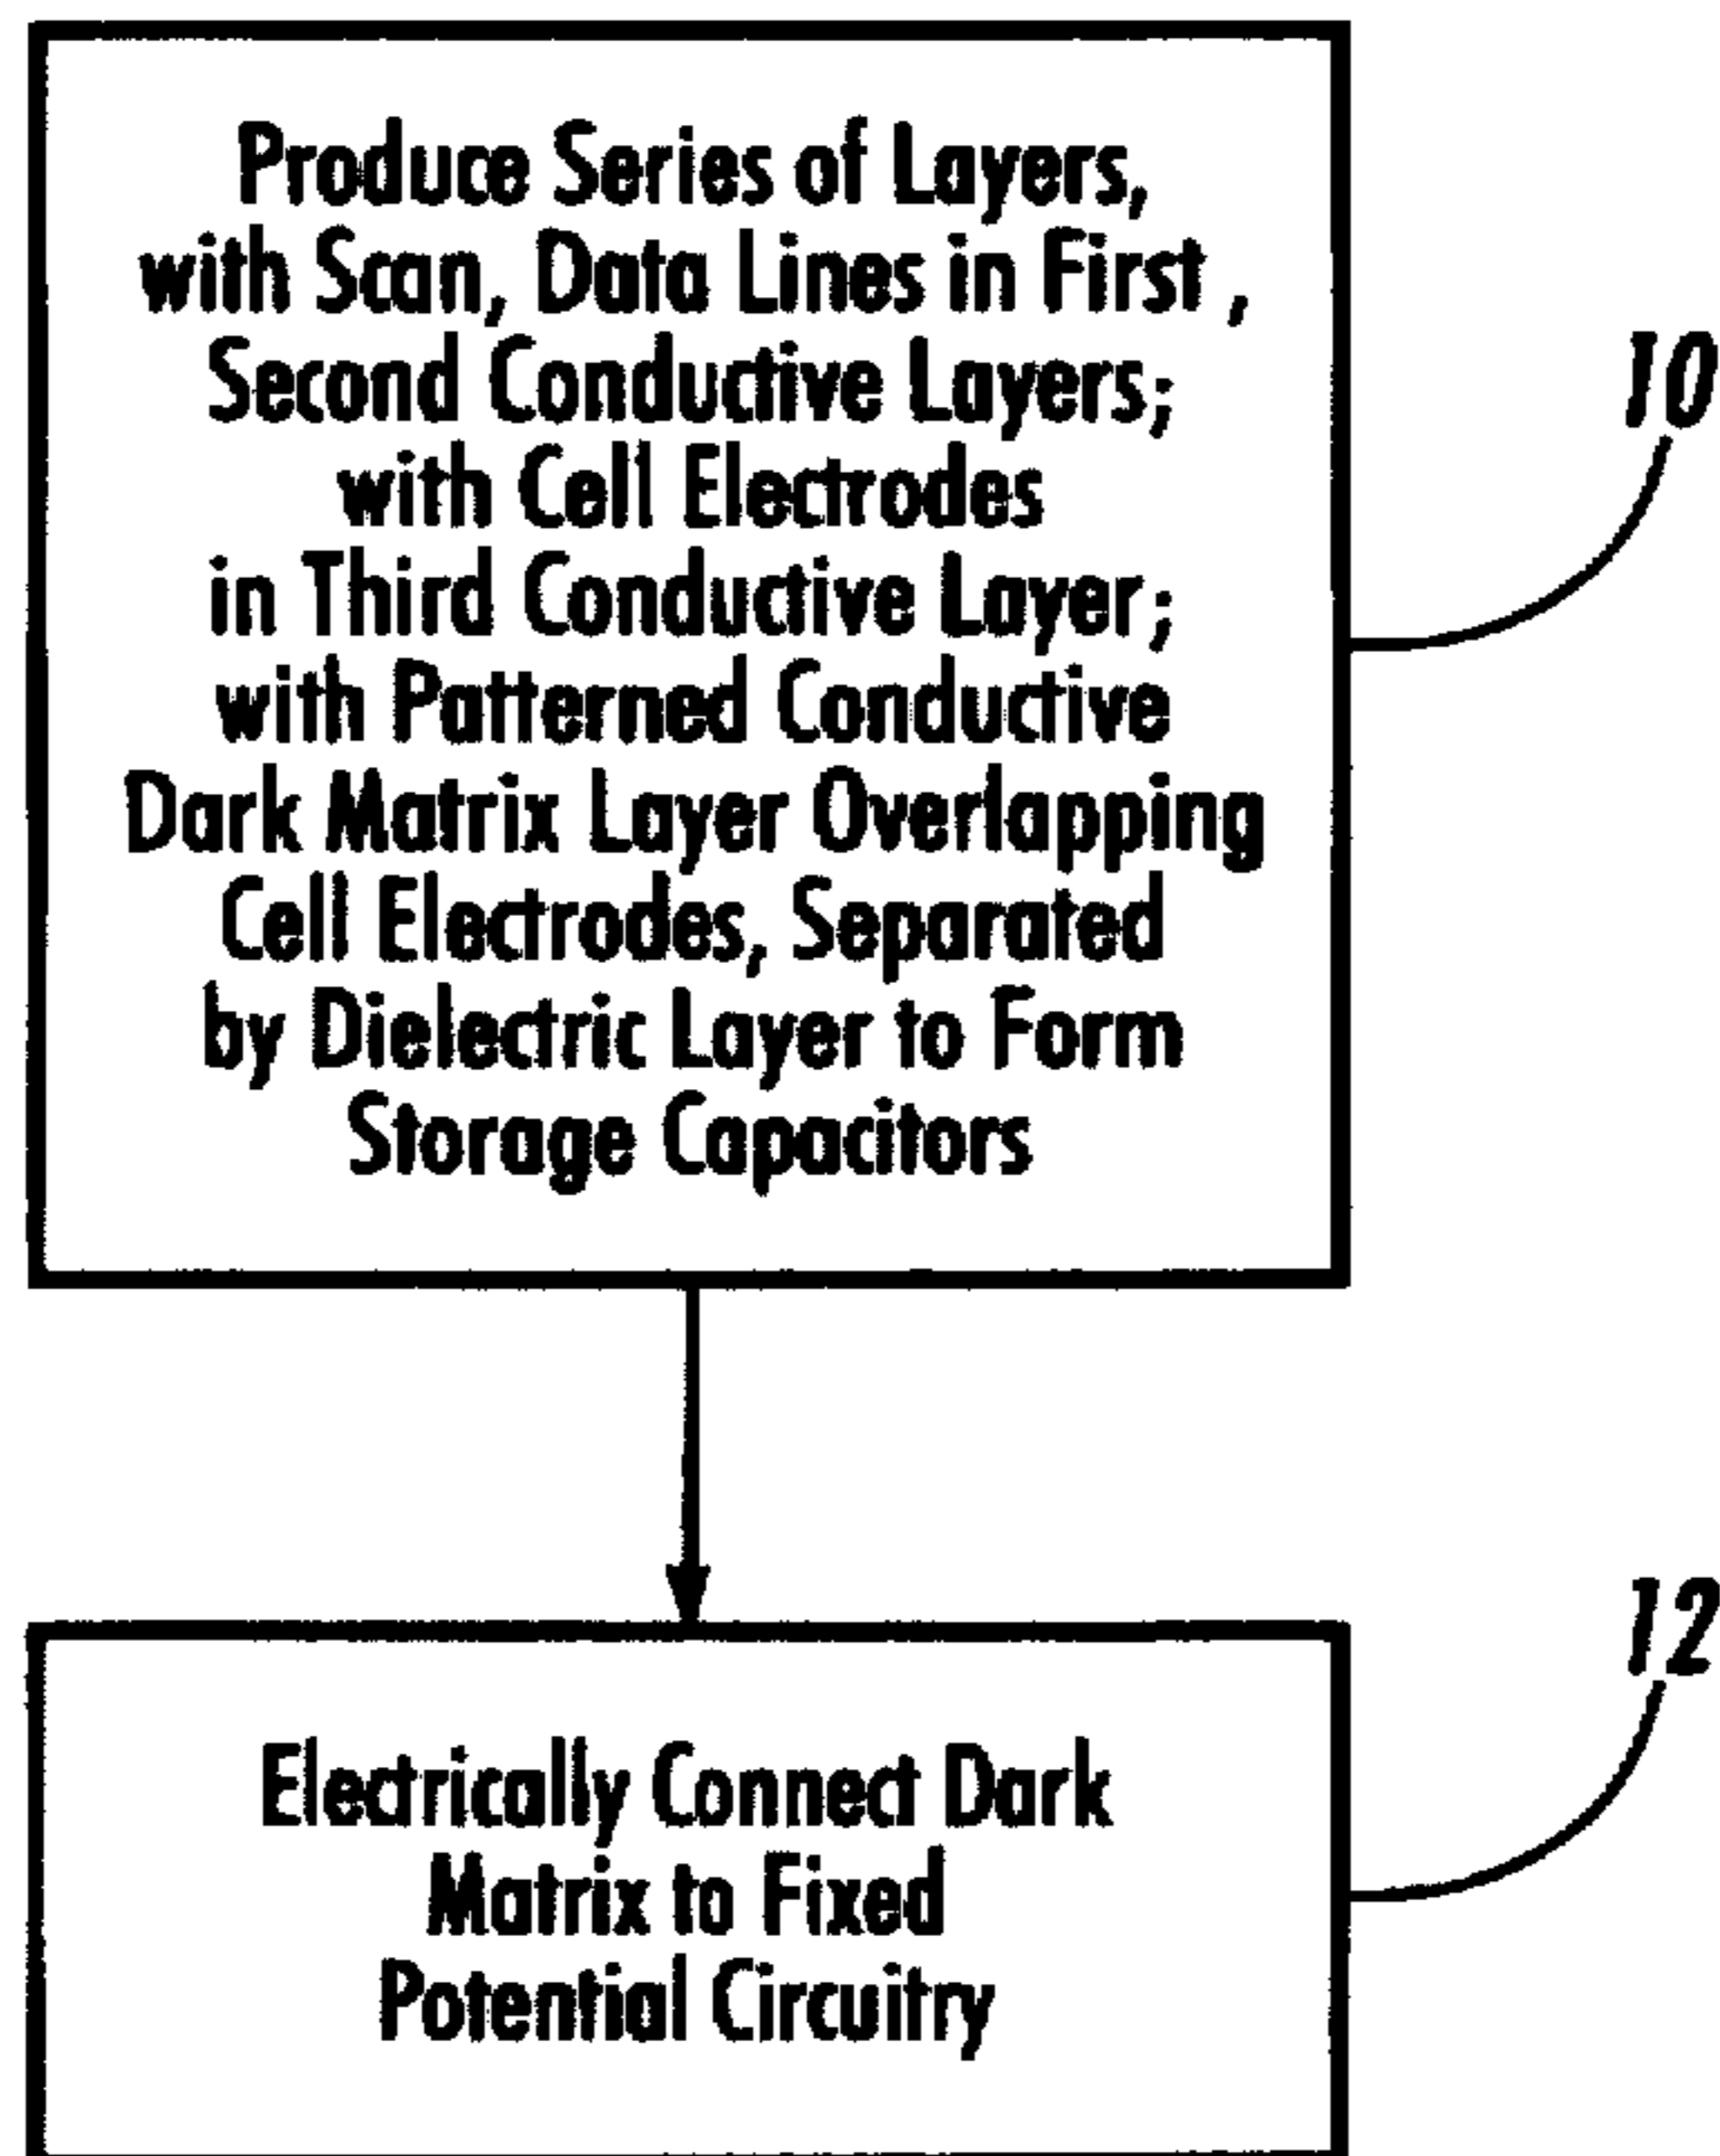 Produce Series of Layers,
with Scan, Data Lines in First ,
Second Conductive Layers;
with Cell Electrodes
in Third Conductive Layer;
with Patterned Conductive
Dark Matrix Layer Overlapping
Cell Electrodes, Separated
by Dielectric Layer to Form
Storage Capacitors
10
Electrically Connect Dark
Matrix to Fixed
Potential Circuitry
12